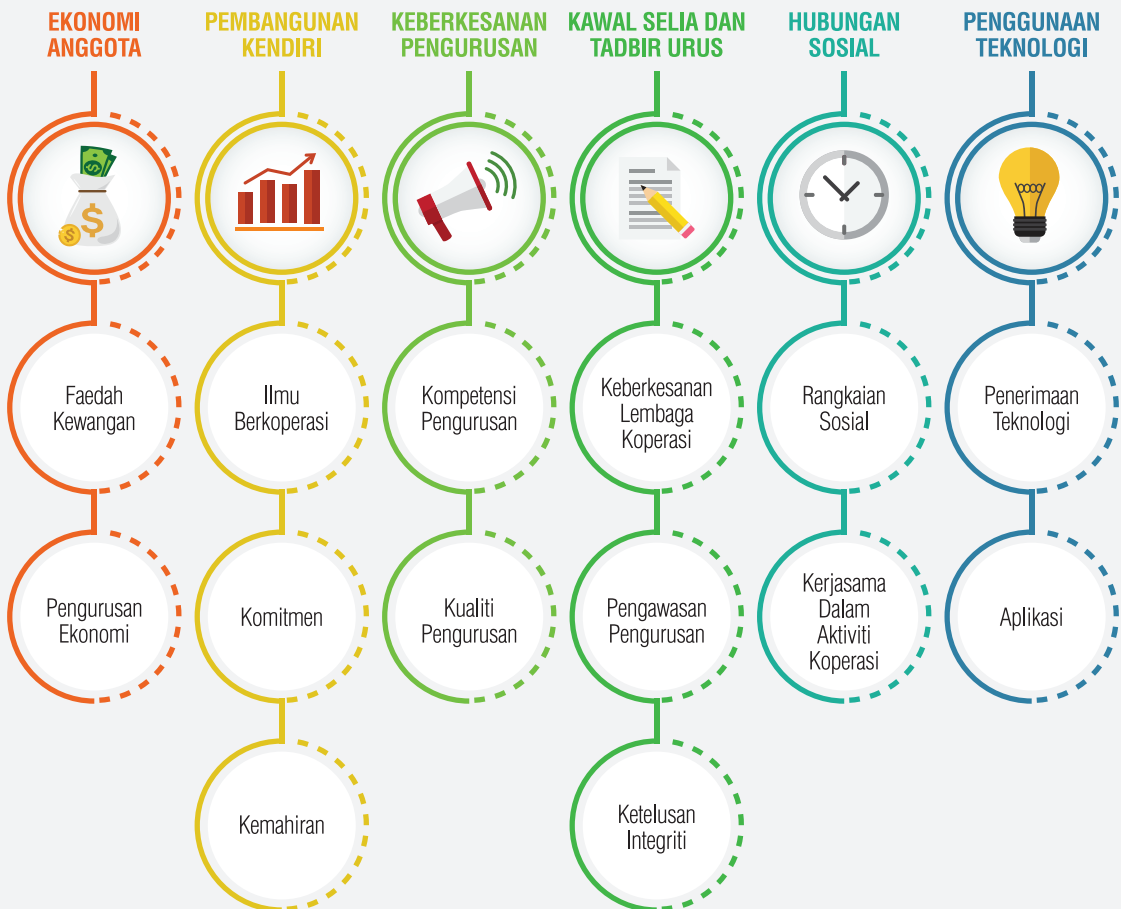 EKONOMI
ANGGOTA
PEMBANGUNAN
KENDIRI
KEBERKESANAN
PENGURUSAN
KAWAL SELIA DAN
TADBIR URUS
HUBUNGAN
SOSIAL
PENGGUNAAN
TEKNOLOGI
$
$
$
Faedah
Kewangan
Ilmu
Berkoperasi
Kompetensi
Pengurusan
Keberkesanan
Lembaga
Koperasi
Rangkaian
Sosial
Penerimaan
Teknologi
Pengurusan
Ekonomi
Komitmen
Kualiti
Pengurusan
Pengawasan
Pengurusan
Kerjasama
Dalam
Aktiviti
Koperasi
Aplikasi
Kemahiran
Ketelusan
Integriti